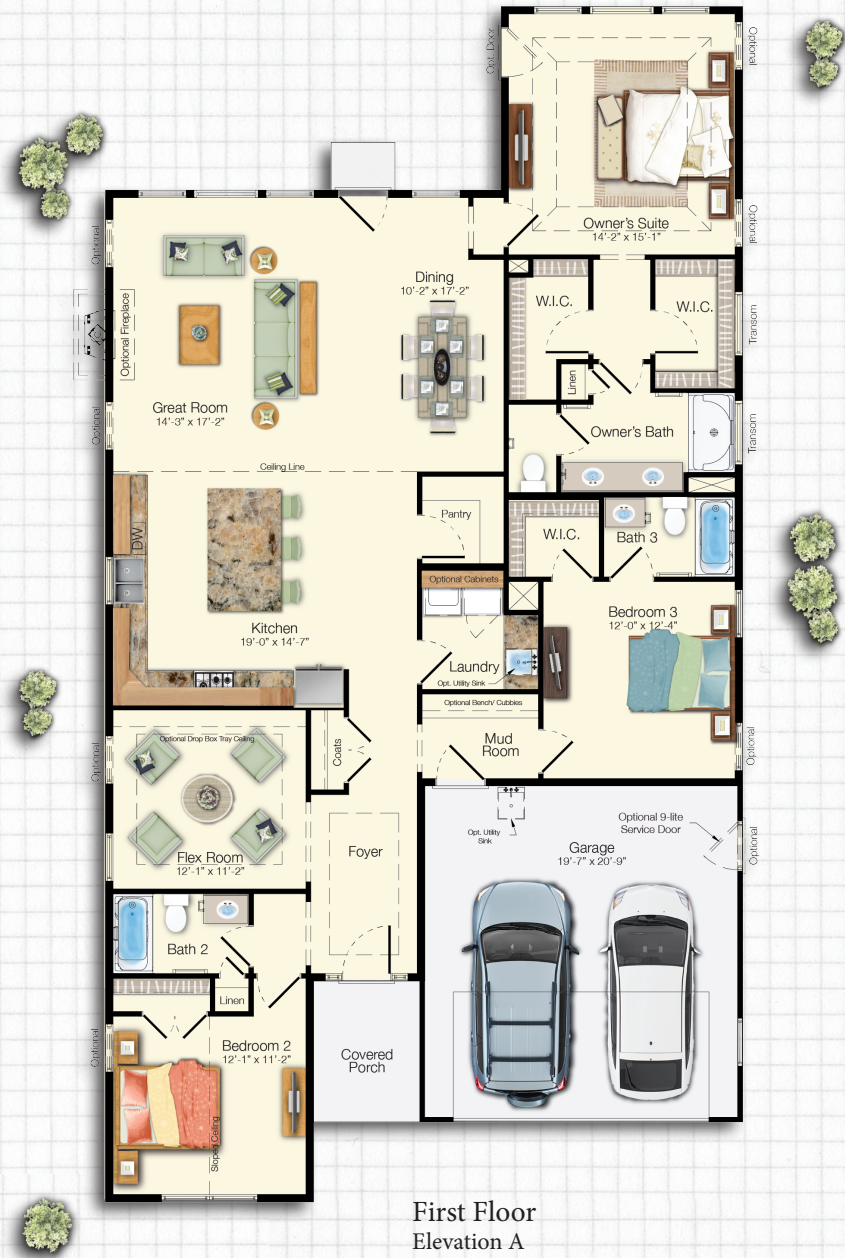 Opt. Door
Optional
Owner's Suite
14'-2" x 15'-1"
Optional
Optional
Dining
10'-2" x 17'-2"
W.I.C.
W.I.C.
Transom
Optional Fireplace
Linen
Great Room
14'-3" x 17'-2"
Optional
Owner's Bath
Transom
Ceiling Line
DW
Pantry
W.I.C.
Bath 3
Optional Cabinets
Bedroom 3
12'-0" x 12'-4"
Kitchen
19'-0" x 14'-7"
Laundry
Opt. Utility Sink
Optional Bench/ Cubbies
Mud
Room
Optional
Optional Drop Box Tray Ceiling
Coats
Optional
Flex Room
12'-1" x 11'-2"
Foyer
Opt. Utility
Sink
Optional 9-lite
Service Door
Optional
Garage
19'-7" x 20'-9"
Bath 2
Linen
Bedroom 2
12'-1" x 11'-2"
Optional
Sloped Ceiling
Covered
Porch
First Floor
Elevation A